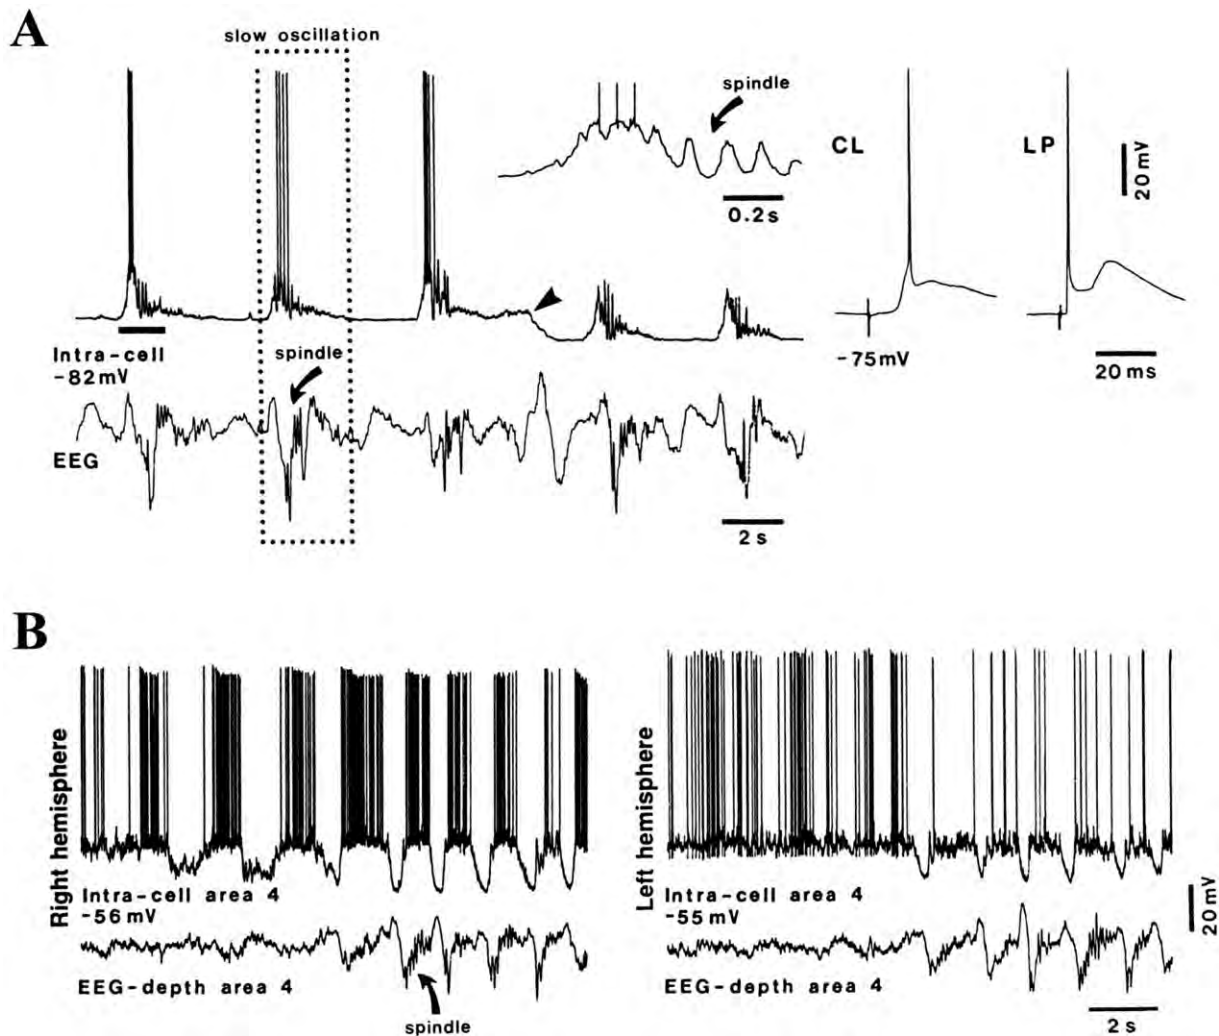 A
slow oscillation
spindle
0.2s
CL
LP
20 mV
Intra-cell
-82mV
spindle
EEG
2 s
-75mV
20 ms
B
Right hemisphere
Intra-cell area 4
-56 mV
EEG-depth area 4
spindle
Left hemisphere
Intra-cell area 4
-55 mV
EEG-depth area 4
20 mV
2 s